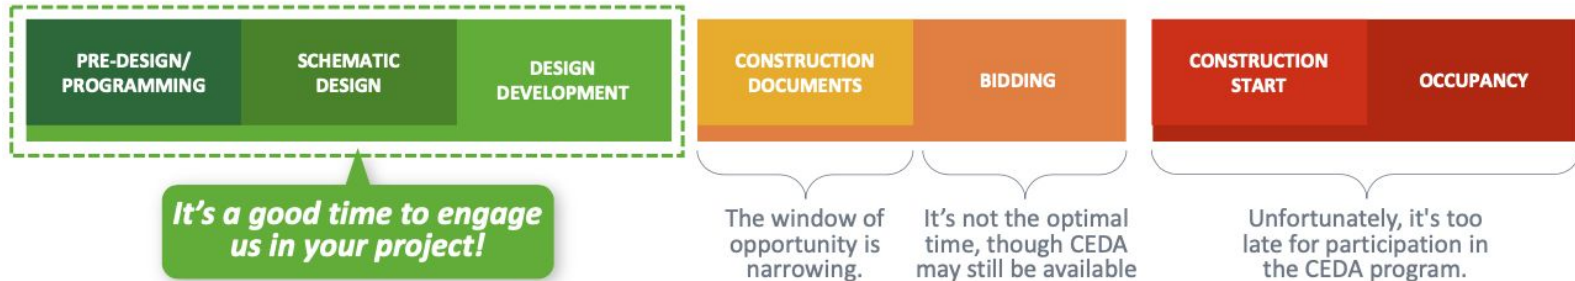 PRE-DESIGN/
PROGRAMMING
SCHEMATIC
DESIGN
DESIGN
DEVELOPMENT
CONSTRUCTION
DOCUMENTS
BIDDING
CONSTRUCTION
START
OCCUPANCY
It's a good time to engage
us in your project!
The window of
opportunity is
narrowing.
It's not the optimal
time, though CEDA
may still be available
Unfortunately, it's too
late for participation in
the CEDA program.